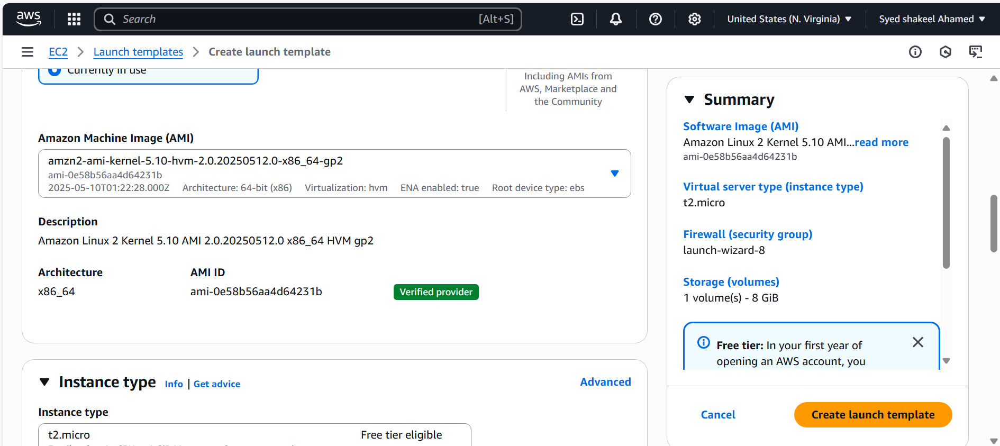 aws
Search
[Alt+S]
United States (N. Virginia)
Syed shakeel Ahamed
EC2
Launch templates
Create launch template
Currently in use
Including AMIs from
AWS, Marketplace and
the Community
Amazon Machine Image (AMI)
amzn2-ami-kernel-5.10-hvm-2.0.20250512.0-x86_64-gp2
ami-0e58b56aa4d64231b
2025-05-10T01:22:28.000Z Architecture: 64-bit (x86) Virtualization: hvm ENA enabled: true Root device type: ebs
Description
Amazon Linux 2 Kernel 5.10 AMI 2.0.20250512.0 x86_64 HVM gp2
Architecture
AMI ID
x86_64
ami-0e58b56aa4d64231b
Verified provider
Instance type
Info | Get advice
Advanced
Instance type
t2.micro
Free tier eligible
Summary
Software Image (AMI)
Amazon Linux 2 Kernel 5.10 AMI...read more
ami-0e58b56aa4d64231b
Virtual server type (instance type)
t2.micro
Firewall (security group)
launch-wizard-8
Storage (volumes)
1 volume(s) - 8 GiB
Free tier: In your first year of
opening an AWS account, you
Cancel
Create launch template